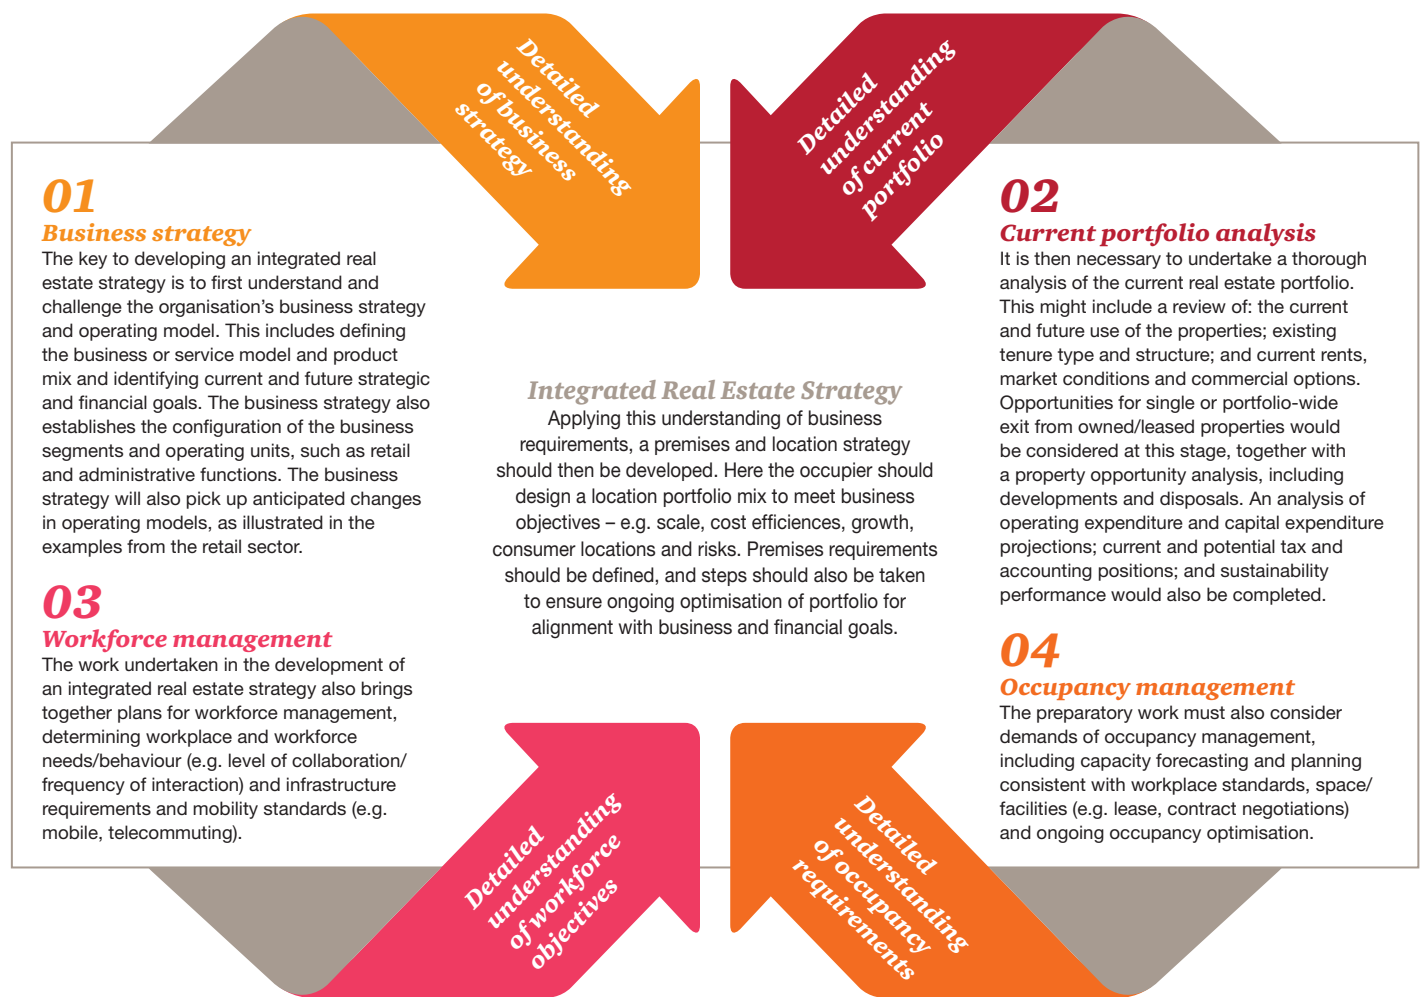 Detailed
understanding
of business
strategy
Detailed
understanding
of current
portfolio
01
Business strategy
The key to developing an integrated real
estate strategy is to first understand and
challenge the organisation’s business strategy
and operating model. This includes defining
the business or service model and product
mix and identifying current and future strategic
and financial goals. The business strategy also
establishes the configuration of the business
segments and operating units, such as retail
and administrative functions. The business
strategy will also pick up anticipated changes
in operating models, as illustrated in the
examples from the retail sector.
02
Current portfolio analysis
It is then necessary to undertake a thorough
analysis of the current real estate portfolio.
This might include a review of: the current
and future use of the properties; existing
tenure type and structure; and current rents,
market conditions and commercial options.
Opportunities for single or portfolio-wide
exit from owned/leased properties would
be considered at this stage, together with
a property opportunity analysis, including
developments and disposals. An analysis of
operating expenditure and capital expenditure
projections; current and potential tax and
accounting positions; and sustainability
performance would also be completed.
Integrated Real Estate Strategy
Applying this understanding of business
requirements, a premises and location strategy
should then be developed. Here the occupier should
design a location portfolio mix to meet business
objectives – e.g. scale, cost efficiences, growth,
consumer locations and risks. Premises requirements
should be defined, and steps should also be taken
to ensure ongoing optimisation of portfolio for
alignment with business and financial goals.
03
Workforce management
The work undertaken in the development of
an integrated real estate strategy also brings
together plans for workforce management,
determining workplace and workforce
needs/behaviour (e.g. level of collaboration/
frequency of interaction) and infrastructure
requirements and mobility standards (e.g.
mobile, telecommuting).
04
Occupancy management
The preparatory work must also consider
demands of occupancy management,
including capacity forecasting and planning
consistent with workplace standards, space/
facilities (e.g. lease, contract negotiations)
and ongoing occupancy optimisation.
Detailed
understanding
of workforce
objectives
Detailed
understanding
of occupancy
requirements